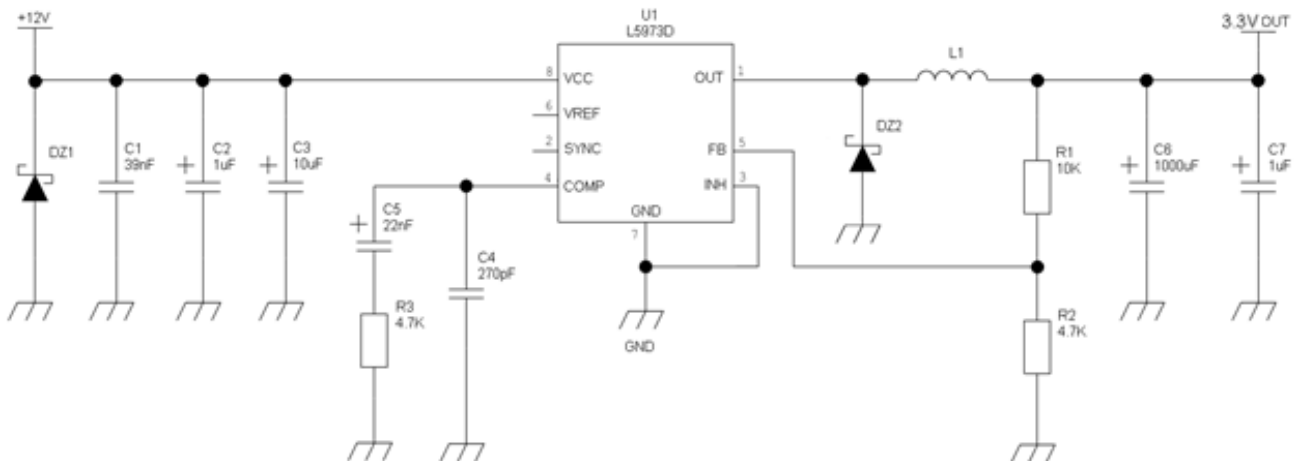 +12V
U1
L5973D
3.3V OUT
L1
8
VCC
OUT
1
6
VREF
2
SYNC
FB
5
4
COMP
INH
3
GND
7
GND
DZ1
C1
39nF
C2
1uF
C3
10uF
C5
22nF
C4
270pF
R3
4.7K
DZ2
R1
10K
C6
1000uF
C7
1uF
R2
4.7K